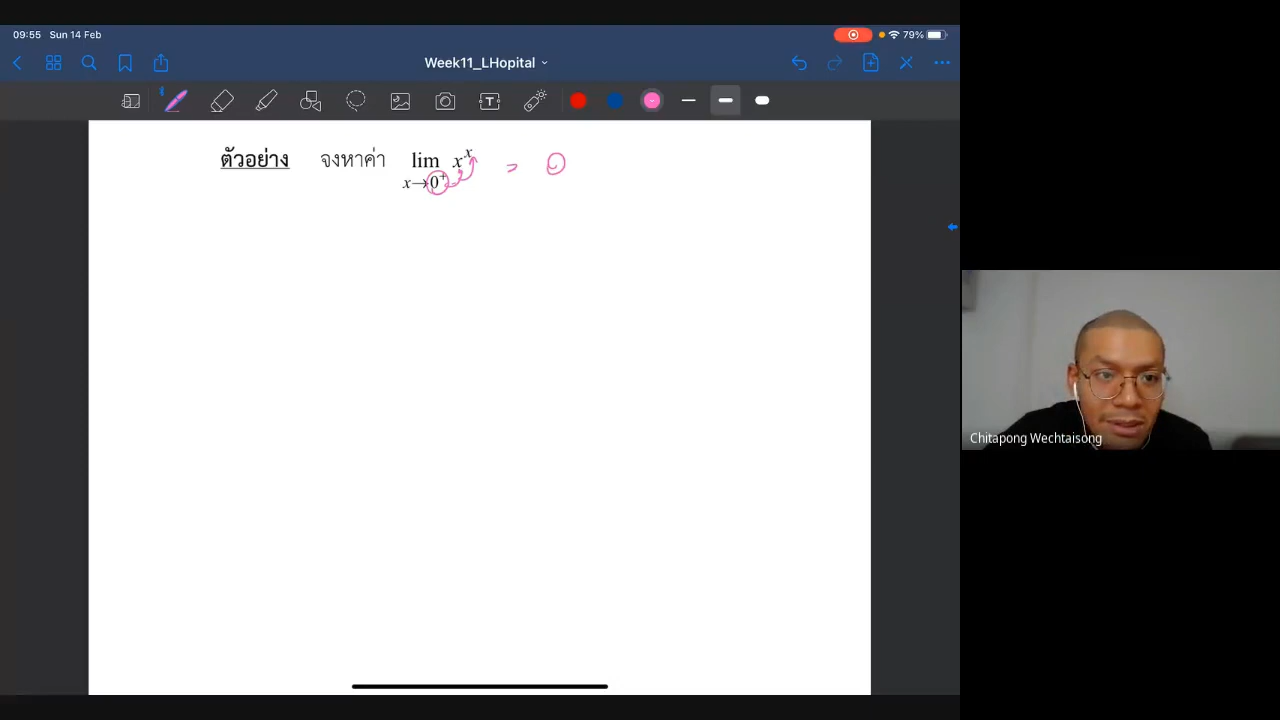 09:55 Sun 14 Feb 79%
Week11_LHopital
T
ตัวอย่าง จงหาค่า lim x^x = 0
x→0⁺
Chitapong Wechtaisong